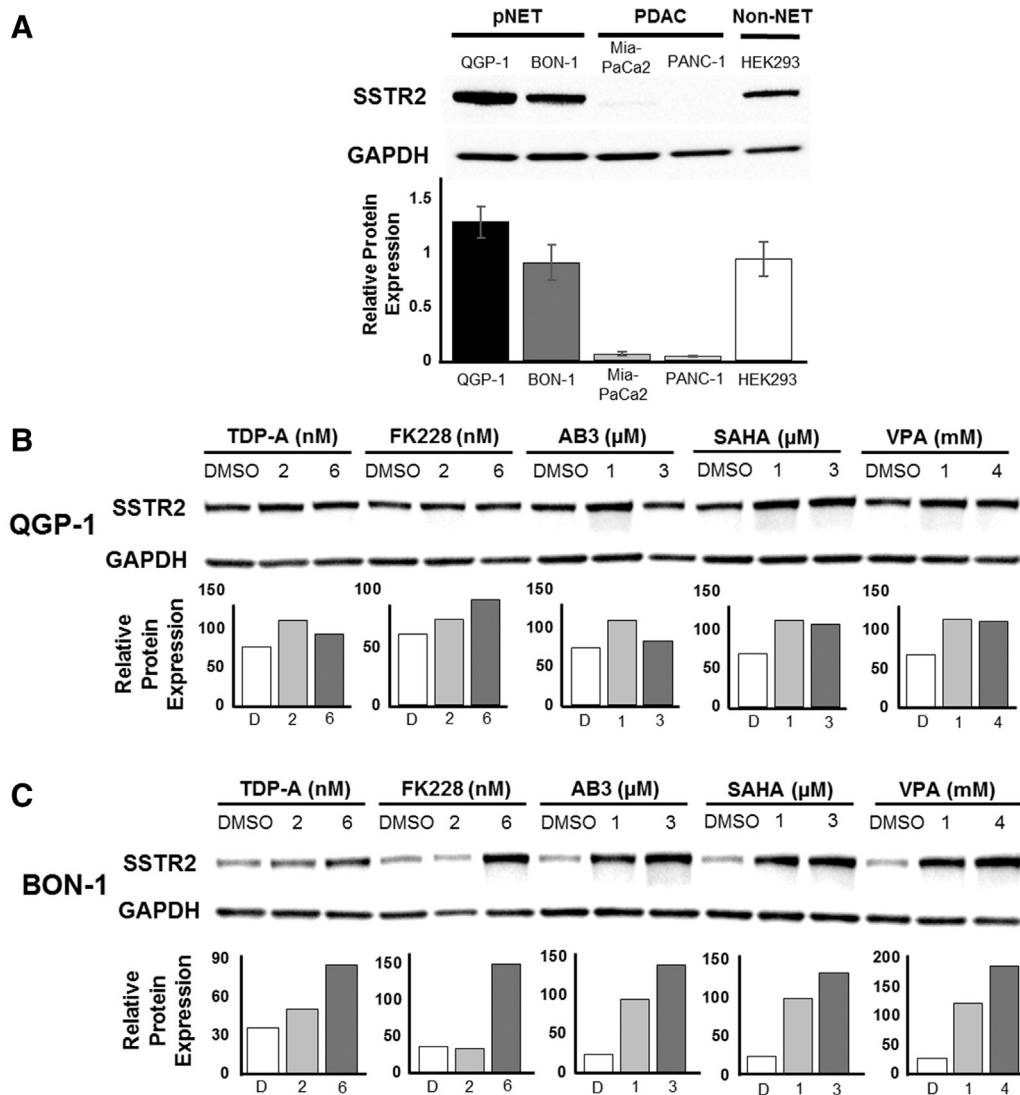 A
pNET PDAC Non-NET
QGP-1 BON-1 Mia-PaCa2 PANC-1 HEK293
SSTR2
GAPDH
Relative Protein Expression
1.5
1
0.5
0
QGP-1 BON-1 Mia-PaCa2 PANC-1 HEK293
B
TDP-A (nM) FK228 (nM) AB3 (µM) SAHA (µM) VPA (mM)
DMSO 2 6 DMSO 2 6 DMSO 1 3 DMSO 1 3 DMSO 1 4
SSTR2
QGP-1
GAPDH
Relative Protein Expression
150 100 150 150 150
100 50 100 100 100
50 0 50 50 50
0 0 0 0
D 2 6 D 2 6 D 1 3 D 1 3 D 1 4
C
TDP-A (nM) FK228 (nM) AB3 (µM) SAHA (µM) VPA (mM)
DMSO 2 6 DMSO 2 6 DMSO 1 3 DMSO 1 3 DMSO 1 4
SSTR2
BON-1
GAPDH
Relative Protein Expression
90 150 150 150 200
60 100 100 100 150
30 50 50 50 100
0 0 0 0 50
0
D 2 6 D 2 6 D 1 3 D 1 3 D 1 4